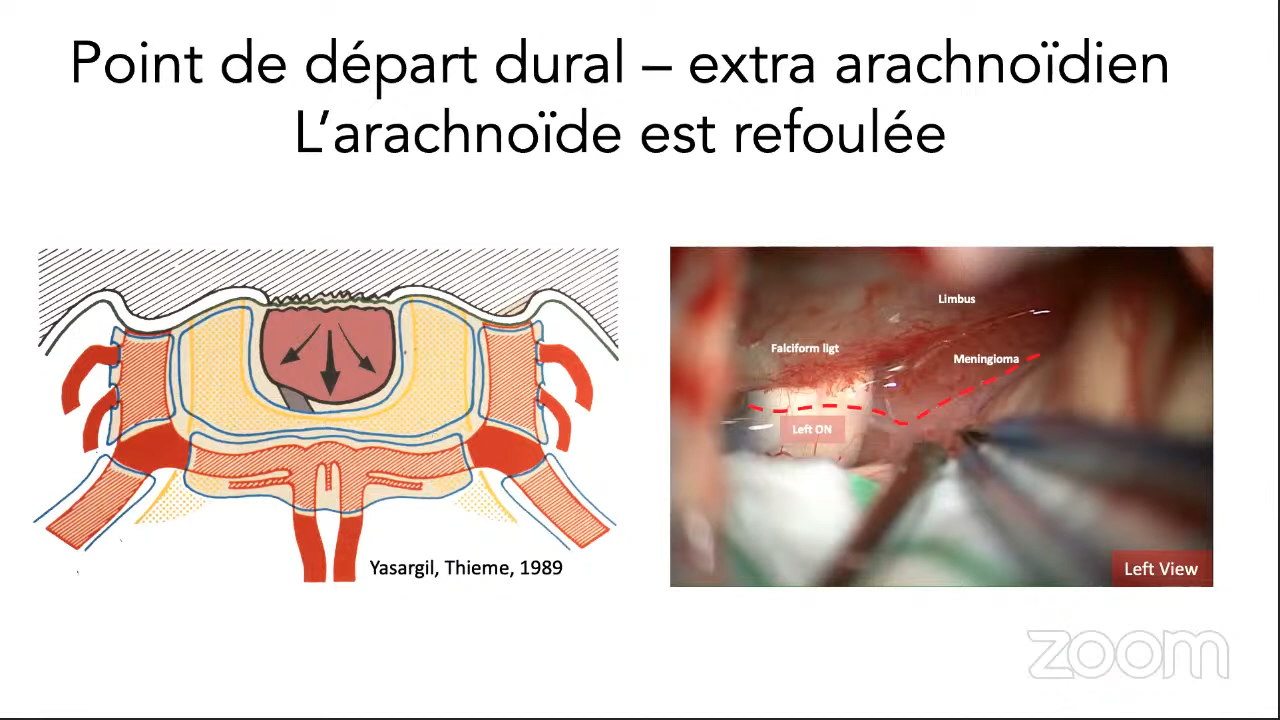 Point de départ dural – extra arachnoïdien
L’arachnoïde est refoulée
Yasargil, Thieme, 1989
Limbus
Falciform ligt
Meningioma
Left ON
Left View
zoom